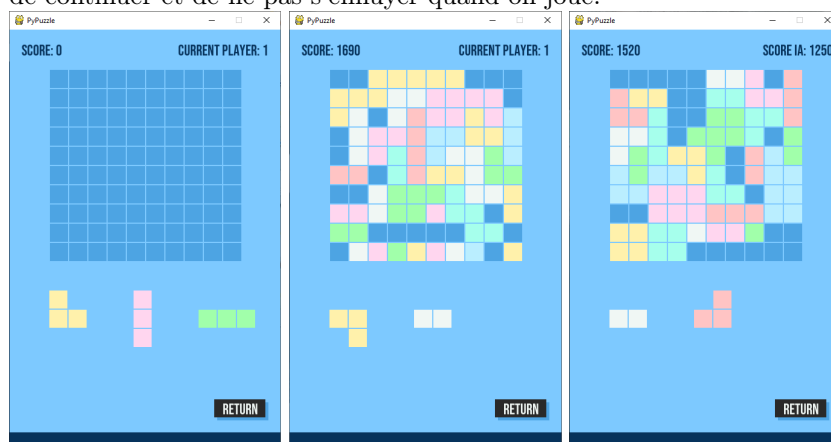 de continuer et de ne pas s'ennuyer quand on joue.
PyPuzzle
SCORE: 0 CURRENT PLAYER: 1
RETURN
PyPuzzle
SCORE: 1690 CURRENT PLAYER: 1
RETURN
PyPuzzle
SCORE: 1520 SCORE IA: 1250
RETURN